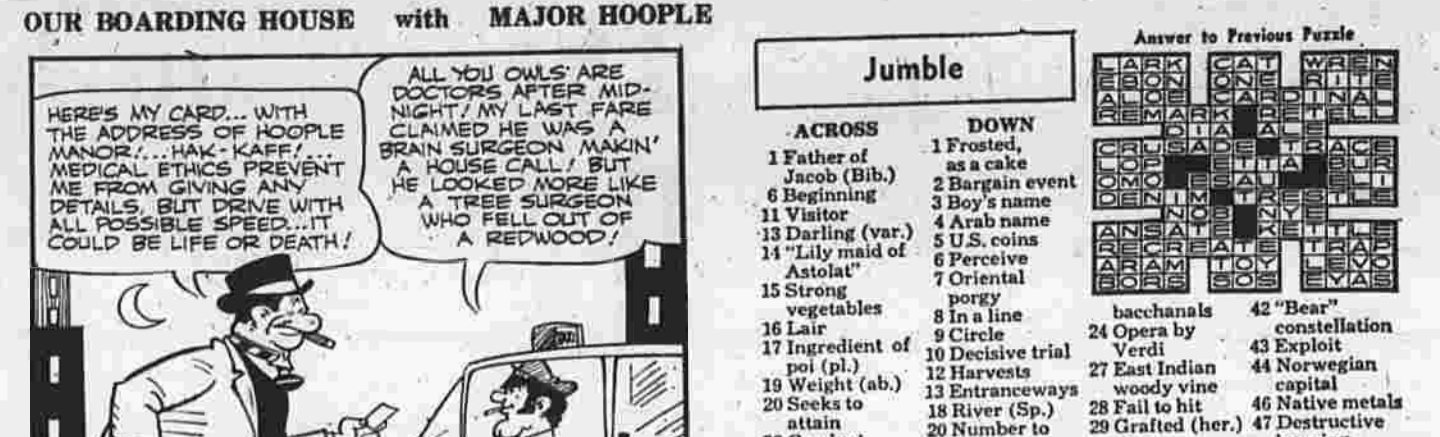 OUR BOARDING HOUSE with MAJOR HOOPLE
HERE'S MY CARD... WITH
THE ADDRESS OF HOOPLE
MANOR!...HAK-KAFF!...
MEDICAL ETHICS PREVENT
ME FROM GIVING ANY
DETAILS, BUT DRIVE WITH
ALL POSSIBLE SPEED...IT
COULD BE LIFE OR DEATH!
ALL YOU OWLS ARE
DOCTORS AFTER MID-
NIGHT! MY LAST FARE
CLAIMED HE WAS A
BRAIN SURGEON MAKIN'
A HOUSE CALL! BUT
HE LOOKED MORE LIKE
A TREE SURGEON
WHO FELL OUT OF
A REDWOOD!
Jumble
ACROSS
1 Father of
Jacob (Bib.)
6 Beginning
11 Visitor
13 Darling (var.)
14 "Lily maid of
Astolat"
15 Strong
vegetables
16 Lair
17 Ingredient of
poi (pl.)
19 Weight (ab.)
20 Seeks to
attain
DOWN
1 Frosted,
as a cake
2 Bargain event
3 Boy's name
4 Arab name
5 U.S. coins
6 Perceive
7 Oriental
porgy
8 In a line
9 Circle
10 Decisive trial
12 Harvests
13 Entranceways
18 River (Sp.)
20 Number to
Answer to Previous Puzzle
LARK CAT WREN
EBON ONE RITE
ALOE CARDINAL
REMARK RETELL
DIA ALE
CRUSADE TRACE
LOP ETTA BUR
OMO ESAU ELI
DENIM TRESTLE
NOB NYE
ANSATE KETTLE
RECREATE TRAP
ARAM TOY LEVO
BORS SOS EYAS
bacchanals
24 Opera by
Verdi
27 East Indian
woody vine
28 Fail to hit
29 Grafted (her.)
42 "Bear"
constellation
43 Exploit
44 Norwegian
capital
46 Native metals
47 Destructive